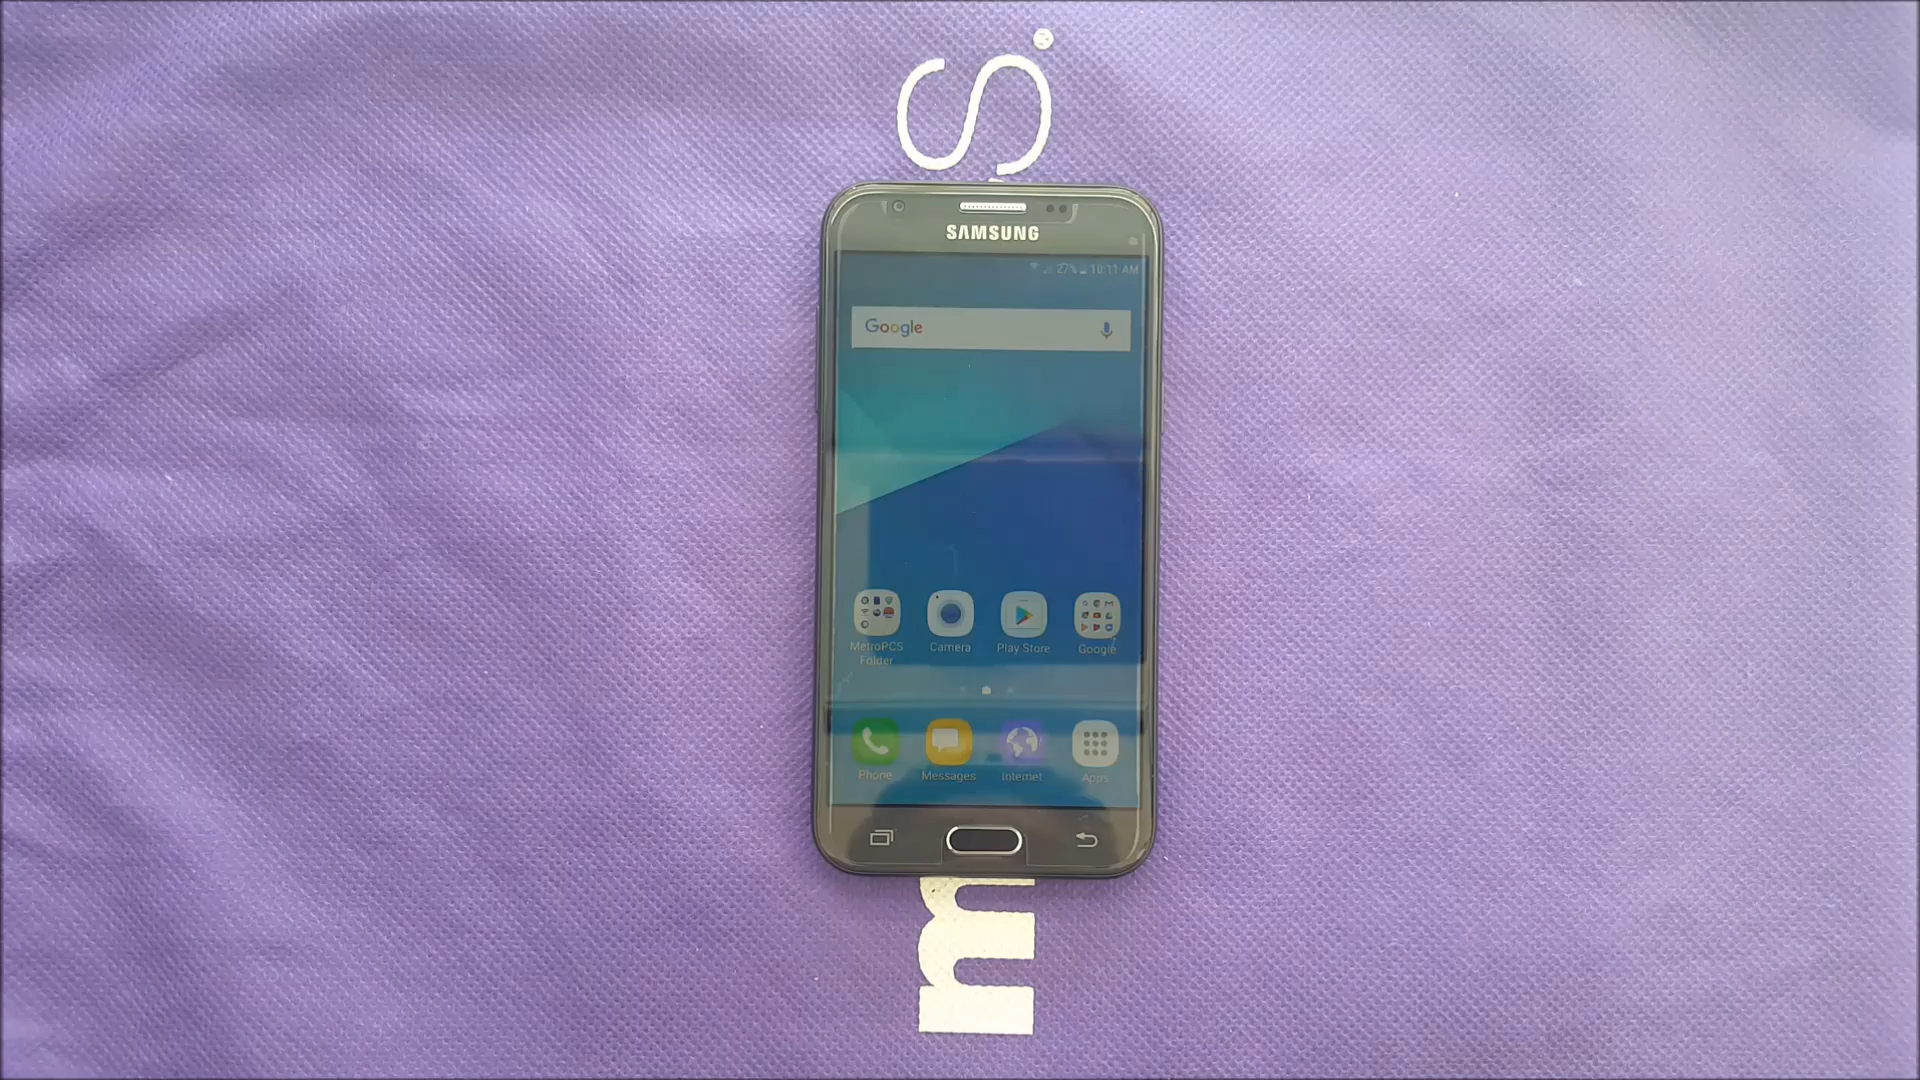 s.
SAMSUNG
27% 10:11 AM
Google
MetroPCS Folder
Camera
Play Store
Google
Phone
Messages
Internet
Apps
m